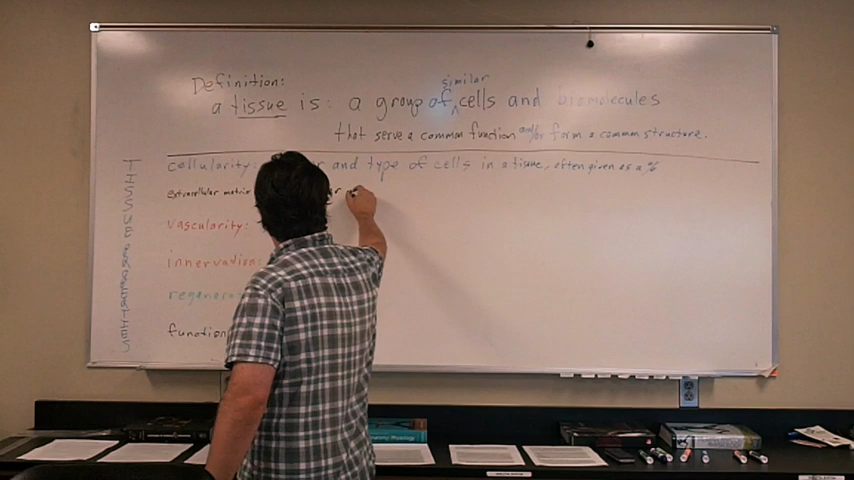 Definition:
similar
a tissue is: a group of ^ cells and biomolecules
that serve a common function and/or form a common structure.
TISSUE PROPERTIES
cellularity: and type of cells in a tissue, often given as a %
extracellular matrix
vascularity:
innervation:
regenera
function